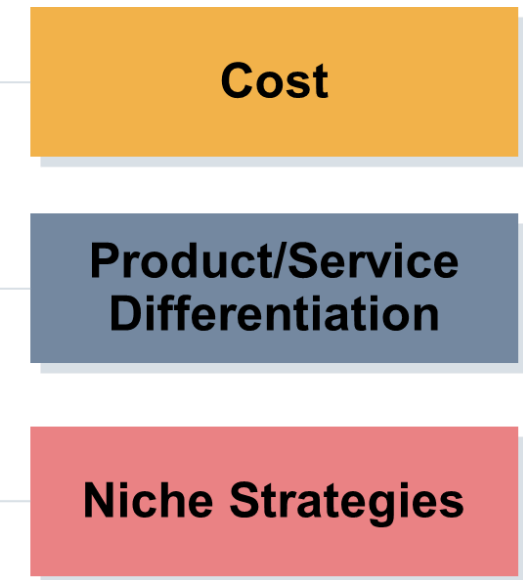 Cost
Product/Service
Differentiation
Niche Strategies